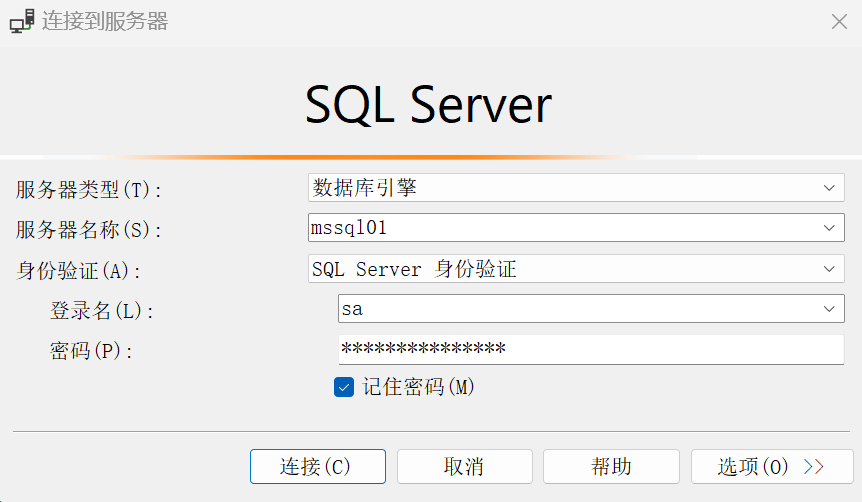 连接到服务器
SQL Server
服务器类型(T): 数据库引擎
服务器名称(S): mssql01
身份验证(A): SQL Server 身份验证
登录名(L): sa
密码(P): ***************
记住密码(M)
连接(C) 取消 帮助 选项(O) >>